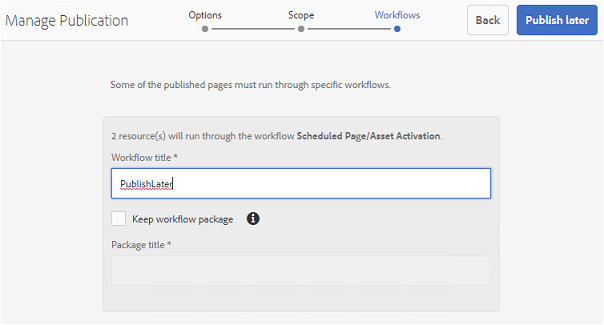 Manage Publication
Options
Scope
Workflows
Back
Publish later
Some of the published pages must run through specific workflows.
2 resource(s) will run through the workflow Scheduled Page/Asset Activation.
Workflow title *
PublishLater
Keep workflow package
Package title *